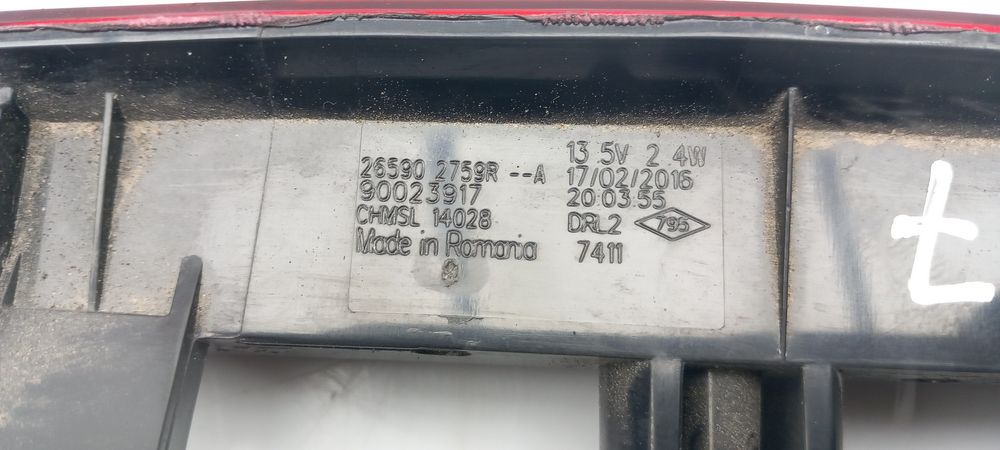 26590 2759R --A
90023917
CHMSL 14028
Made in Romania
13.5V 2.4W
17/02/2016
20:03:55
DRL2 795
7411